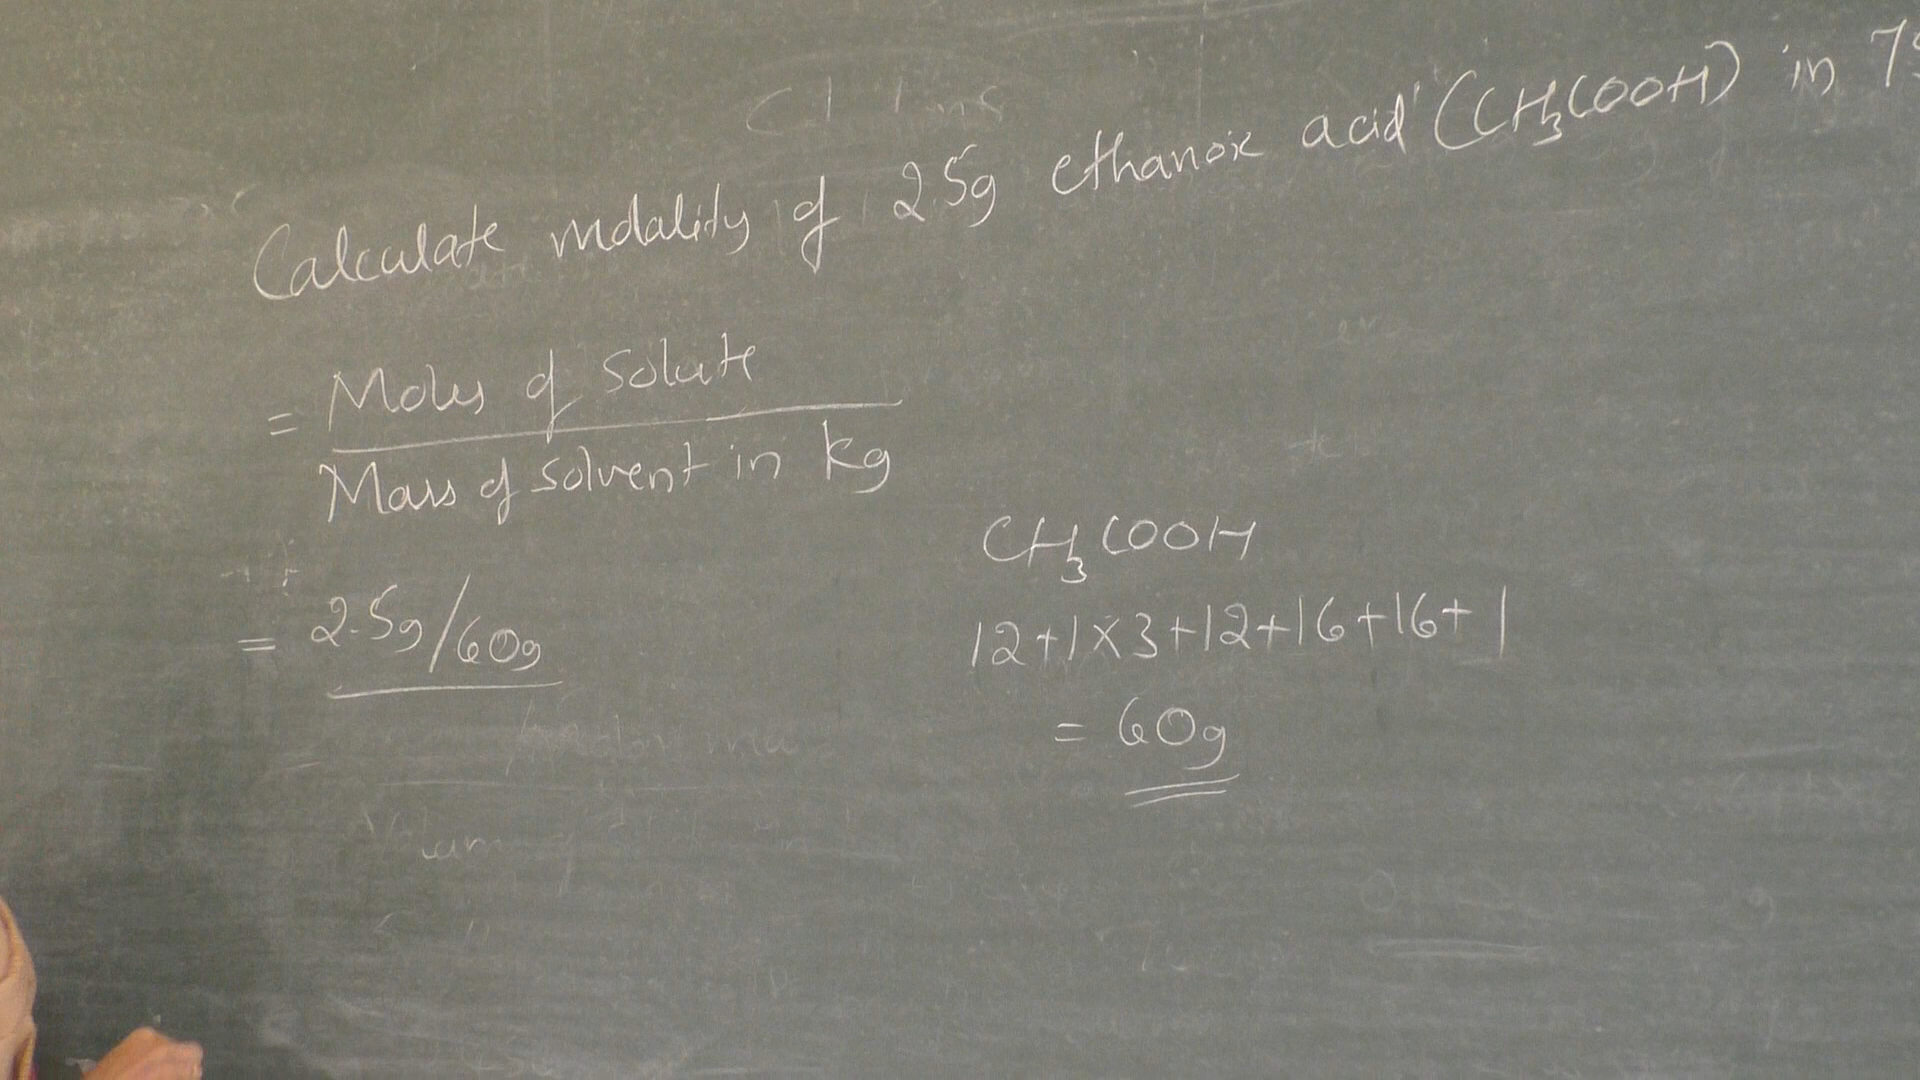 Calculate molality of 2.5g ethanoic acid (CH3COOH) in 75
= Moles of solute
Mass of solvent in kg
= 2.5g/60g
CH3COOH
12+1×3+12+16+16+1
= 60g